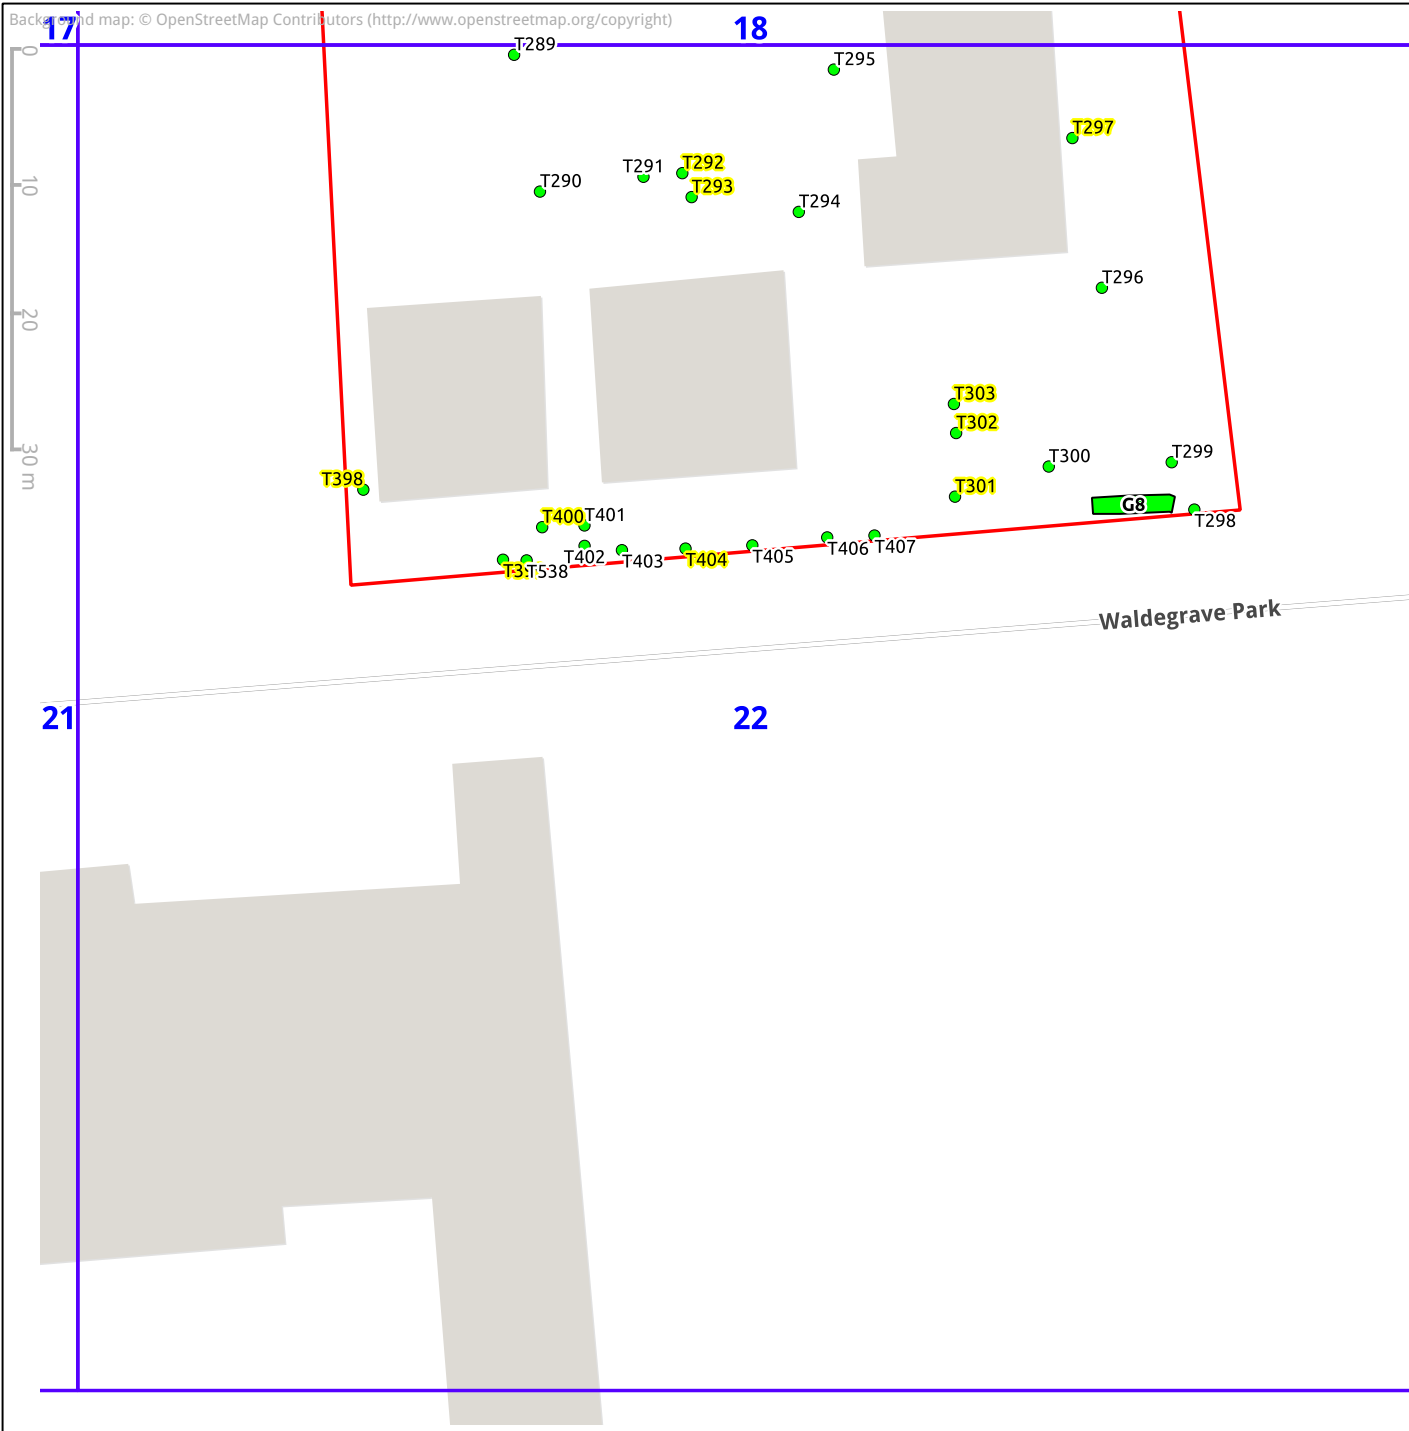 Background map: © OpenStreetMap Contributors (http://www.openstreetmap.org/copyright)
17
18
0
T289
T295
T297
T292
T291
T290
10
T293
T294
T296
20
T303
T302
30 m
T300
T299
T398
T301
G8
T400
T401
T298
T402
T403
T404
T405
T406
T407
T538
Waldegrave Park
21
22